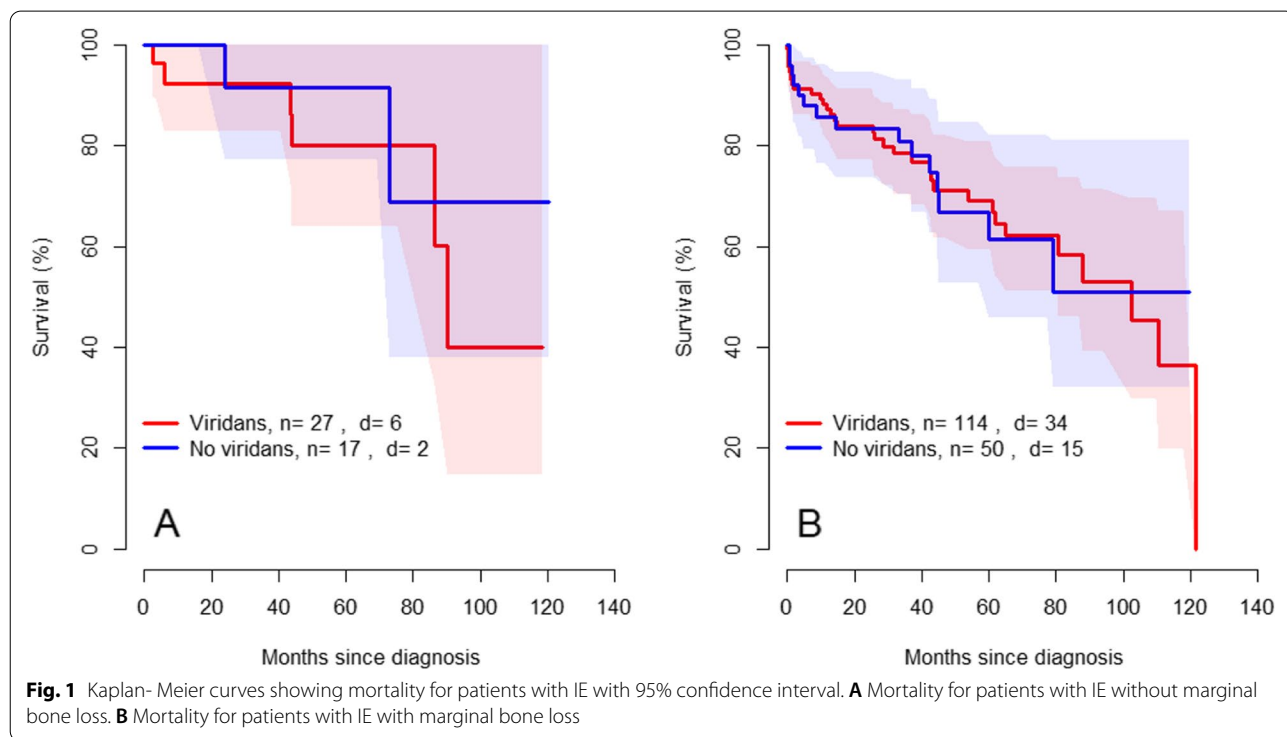 100
80
60
40
20
0
Survival (%)
Viridans, n= 27 , d= 6
No viridans, n= 17 , d= 2
A
0 20 40 60 80 100 120 140
Months since diagnosis
100
80
60
40
20
0
Survival (%)
Viridans, n= 114 , d= 34
No viridans, n= 50 , d= 15
B
0 20 40 60 80 100 120 140
Months since diagnosis
Fig. 1 Kaplan- Meier curves showing mortality for patients with IE with 95% confidence interval. A Mortality for patients with IE without marginal
bone loss. B Mortality for patients with IE with marginal bone loss